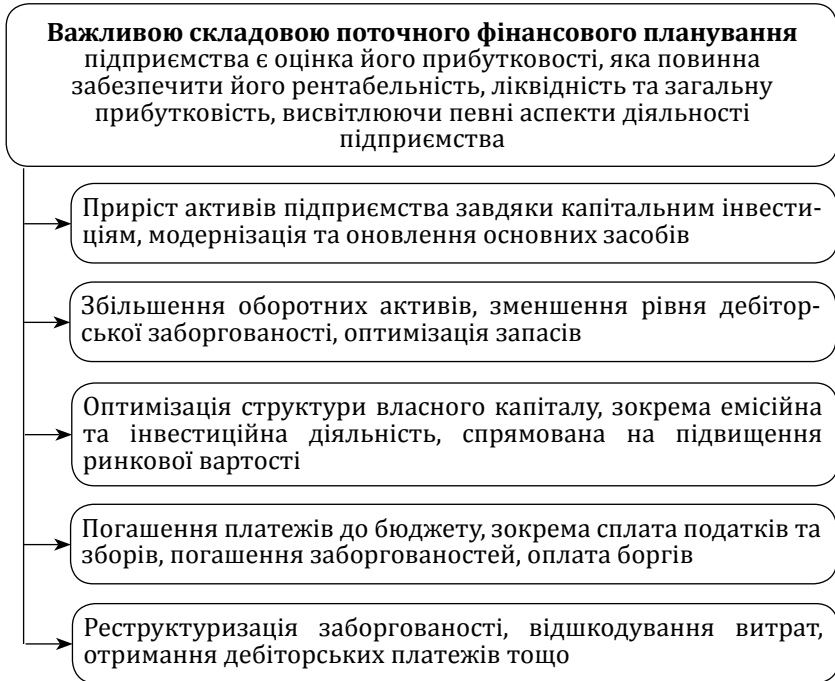 Важливою складовою поточного фінансового планування
підприємства є оцінка його прибутковості, яка повинна
забезпечити його рентабельність, ліквідність та загальну
прибутковість, висвітлюючи певні аспекти діяльності
підприємства
Приріст активів підприємства завдяки капітальним інвести-
ціям, модернізація та оновлення основних засобів
Збільшення оборотних активів, зменшення рівня дебітор-
ської заборгованості, оптимізація запасів
Оптимізація структури власного капіталу, зокрема емісійна
та інвестиційна діяльність, спрямована на підвищення
ринкової вартості
Погашення платежів до бюджету, зокрема сплата податків та
зборів, погашення заборгованостей, оплата боргів
Реструктуризація заборгованості, відшкодування витрат,
отримання дебіторських платежів тощо